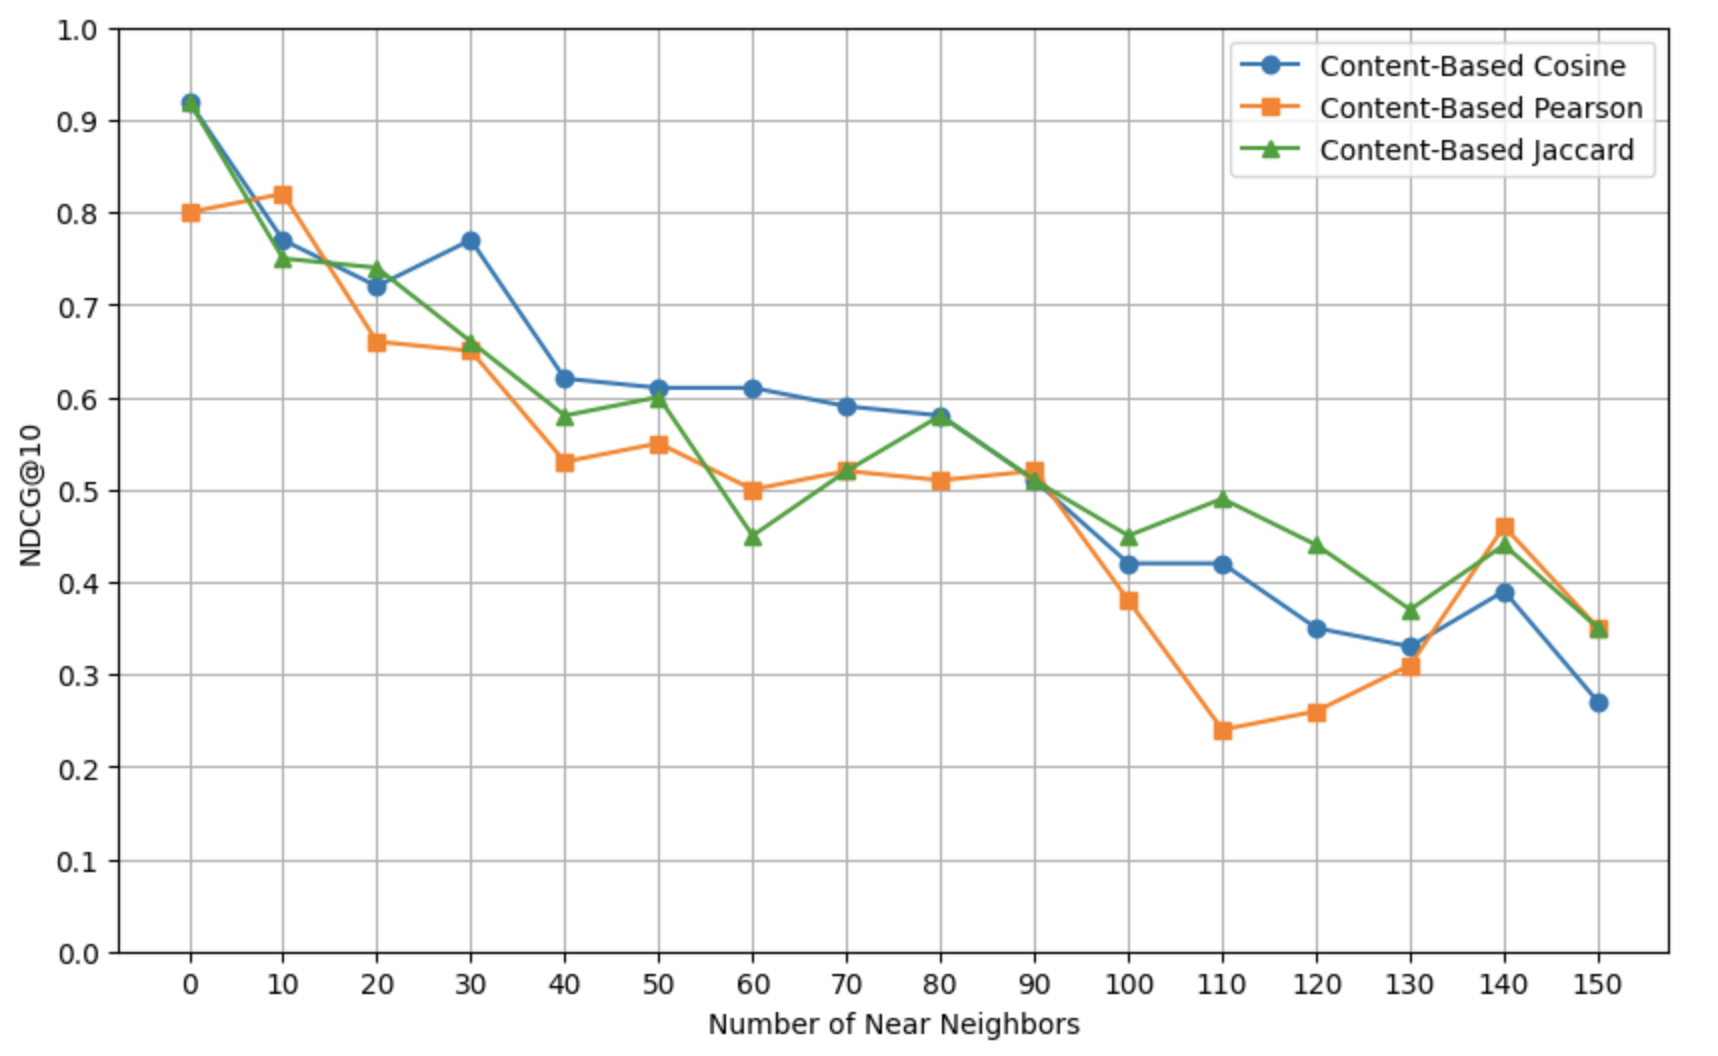 1.0
0.9
0.8
0.7
0.6
0.5
0.4
0.3
0.2
0.1
0.0
NDCG@10
Content-Based Cosine
Content-Based Pearson
Content-Based Jaccard
0 10 20 30 40 50 60 70 80 90 100 110 120 130 140 150
Number of Near Neighbors